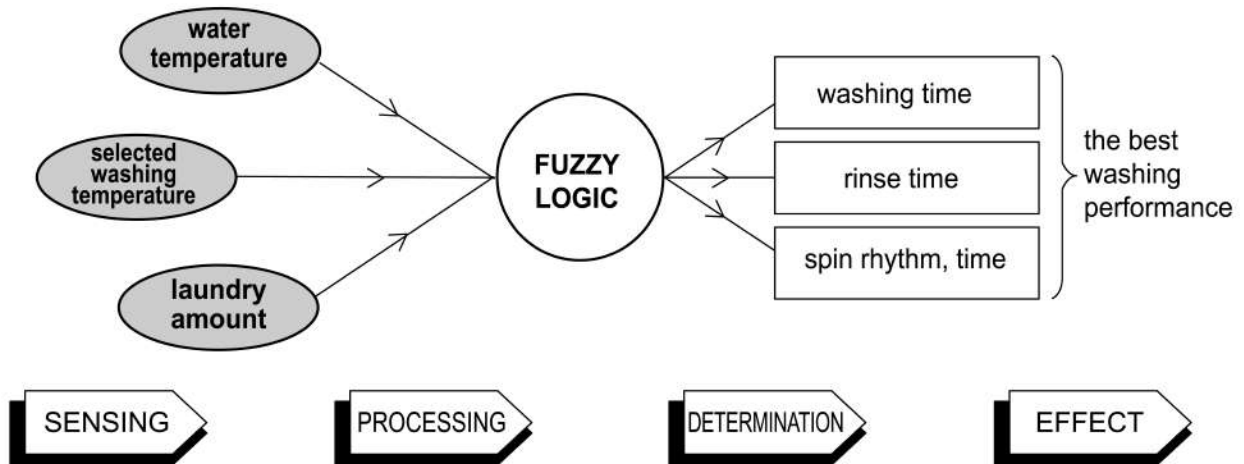 water
temperature
selected
washing
temperature
laundry
amount
FUZZY
LOGIC
washing time
rinse time
spin rhythm, time
the best
washing
performance
SENSING
PROCESSING
DETERMINATION
EFFECT